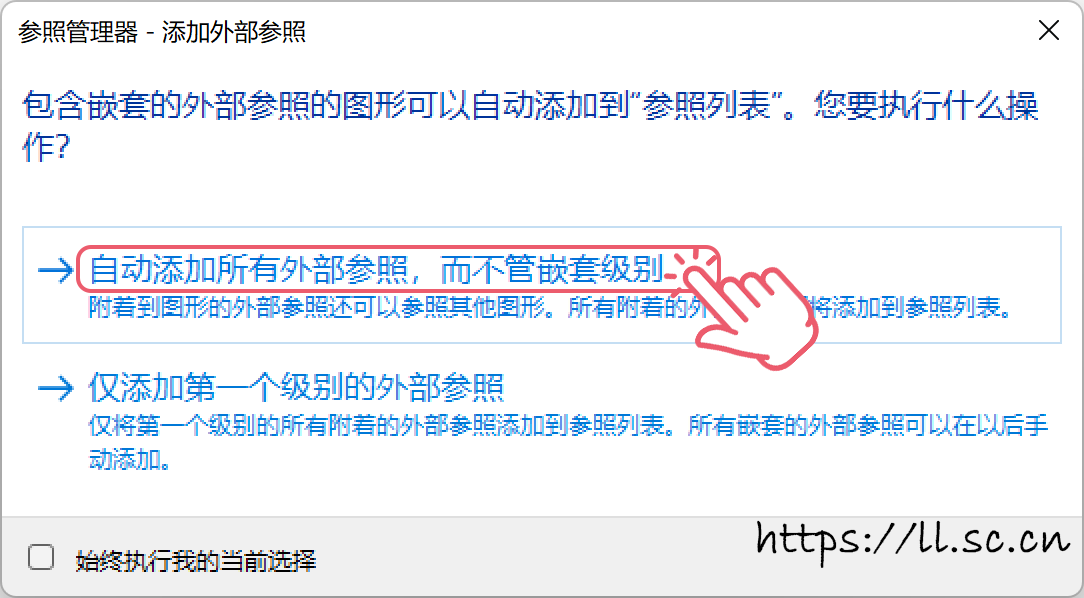 参照管理器 - 添加外部参照
包含嵌套的外部参照的图形可以自动添加到“参照列表”。您要执行什么操
作?
自动添加所有外部参照，而不管嵌套级别
附着到图形的外部参照还可以参照其他图形。所有附着的外 将添加到参照列表。
仅添加第一个级别的外部参照
仅将第一个级别的所有附着的外部参照添加到参照列表。所有嵌套的外部参照可以在以后手
动添加。
始终执行我的当前选择
https://ll.sc.cn